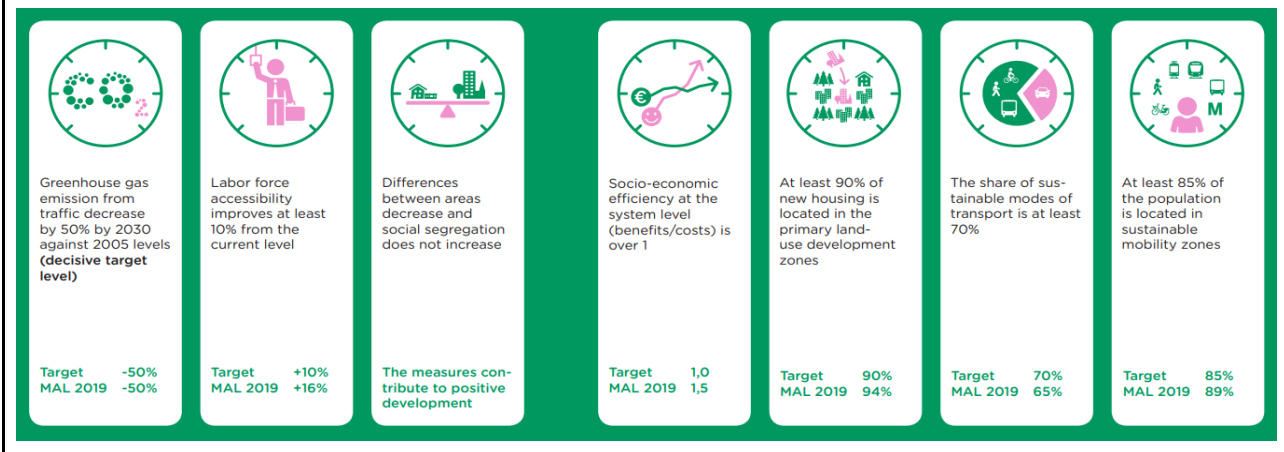 CO2
€
M
Greenhouse gas
emission from
traffic decrease
by 50% by 2030
against 2005 levels
(decisive target
level)
Target -50%
MAL 2019 -50%
Labor force
accessibility
improves at least
10% from the
current level
Target +10%
MAL 2019 +16%
Differences
between areas
decrease and
social segregation
does not increase
The measures con-
tribute to positive
development
Socio-economic
efficiency at the
system level
(benefits/costs) is
over 1
Target 1,0
MAL 2019 1,5
At least 90% of
new housing is
located in the
primary land-
use development
zones
Target 90%
MAL 2019 94%
The share of sus-
tainable modes of
transport is at least
70%
Target 70%
MAL 2019 65%
At least 85% of
the population
is located in
sustainable
mobility zones
Target 85%
MAL 2019 89%